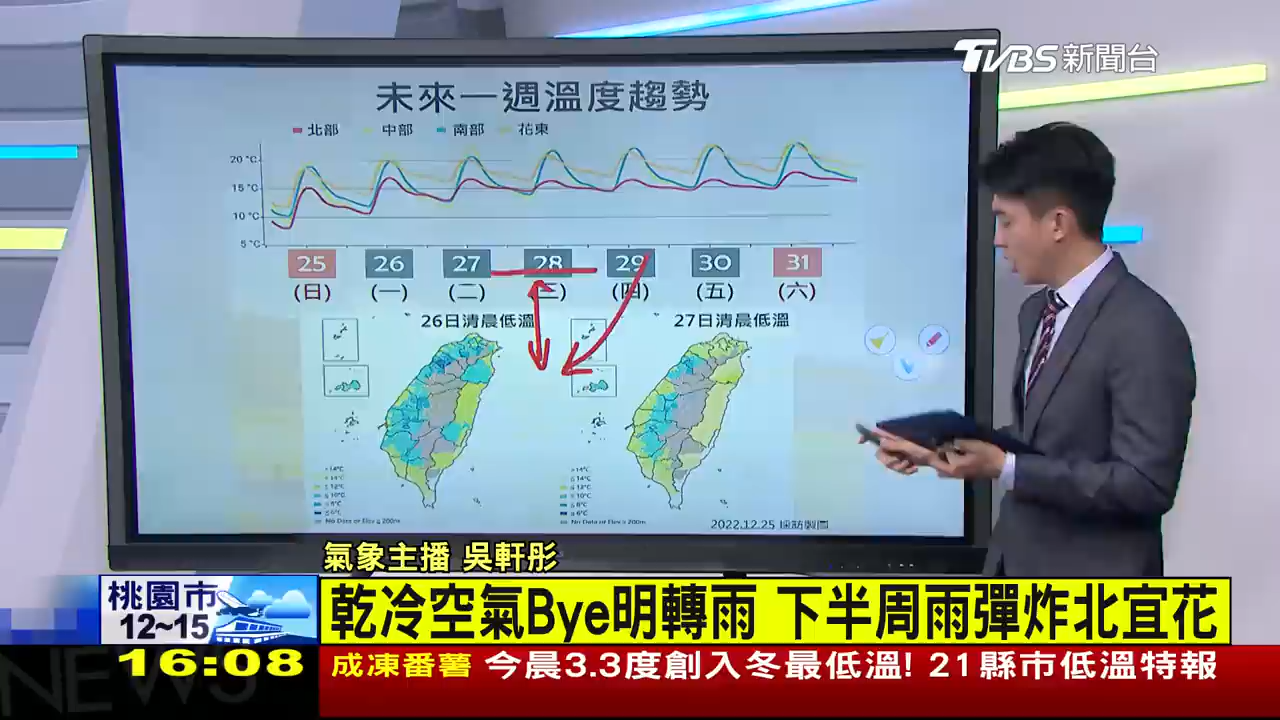 TVBS新聞台
未來一週溫度趨勢
北部 中部 南部 花東
20 °C
15 °C
10 °C
5 °C
25 26 27 28 29 30 31
(日) (一) (二) (三) (四) (五) (六)
26日清晨低溫 27日清晨低溫
2022.12.25
氣象主播 吳軒彤
桃園市
12~15
乾冷空氣Bye明轉雨 下半周雨彈炸北宜花
16:08
成凍番薯 今晨3.3度創入冬最低溫! 21縣市低溫特報
NEWS